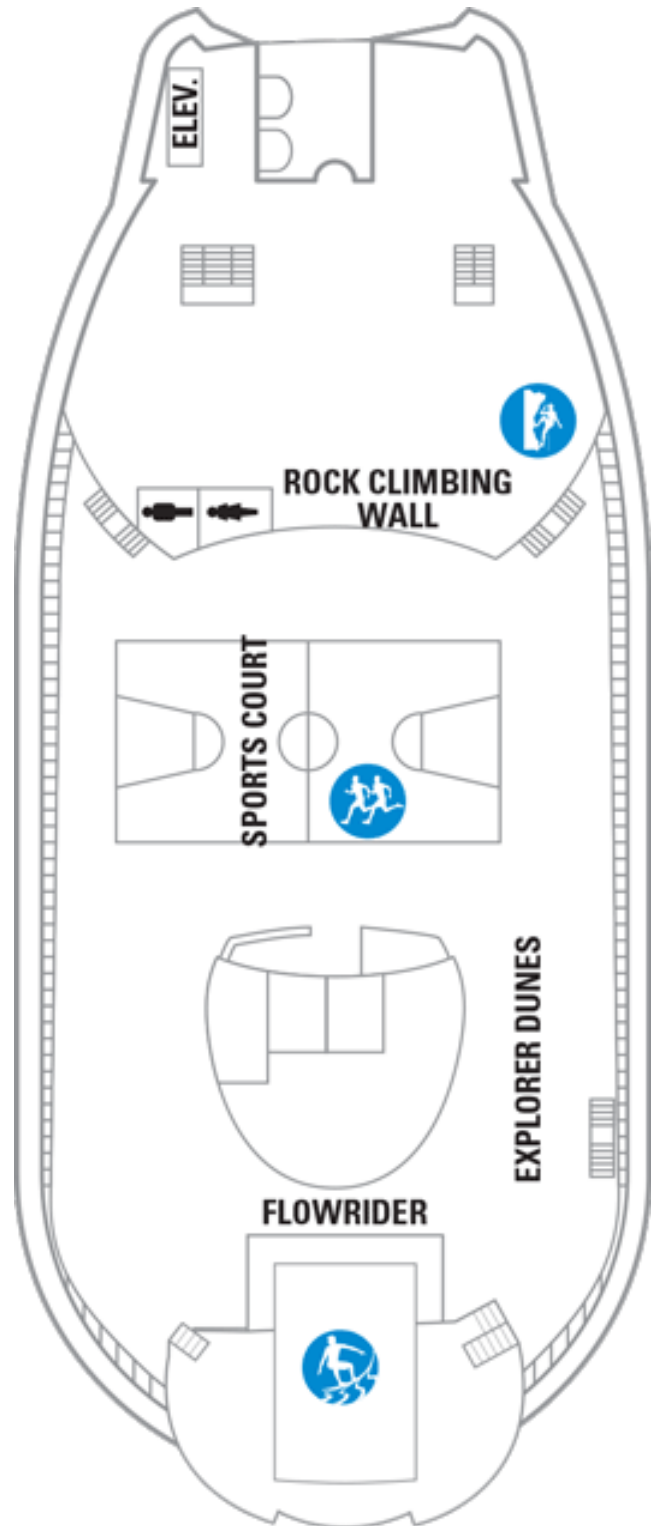 ELEV.
ROCK CLIMBING
WALL
SPORTS COURT
EXPLORER DUNES
FLOWRIDER